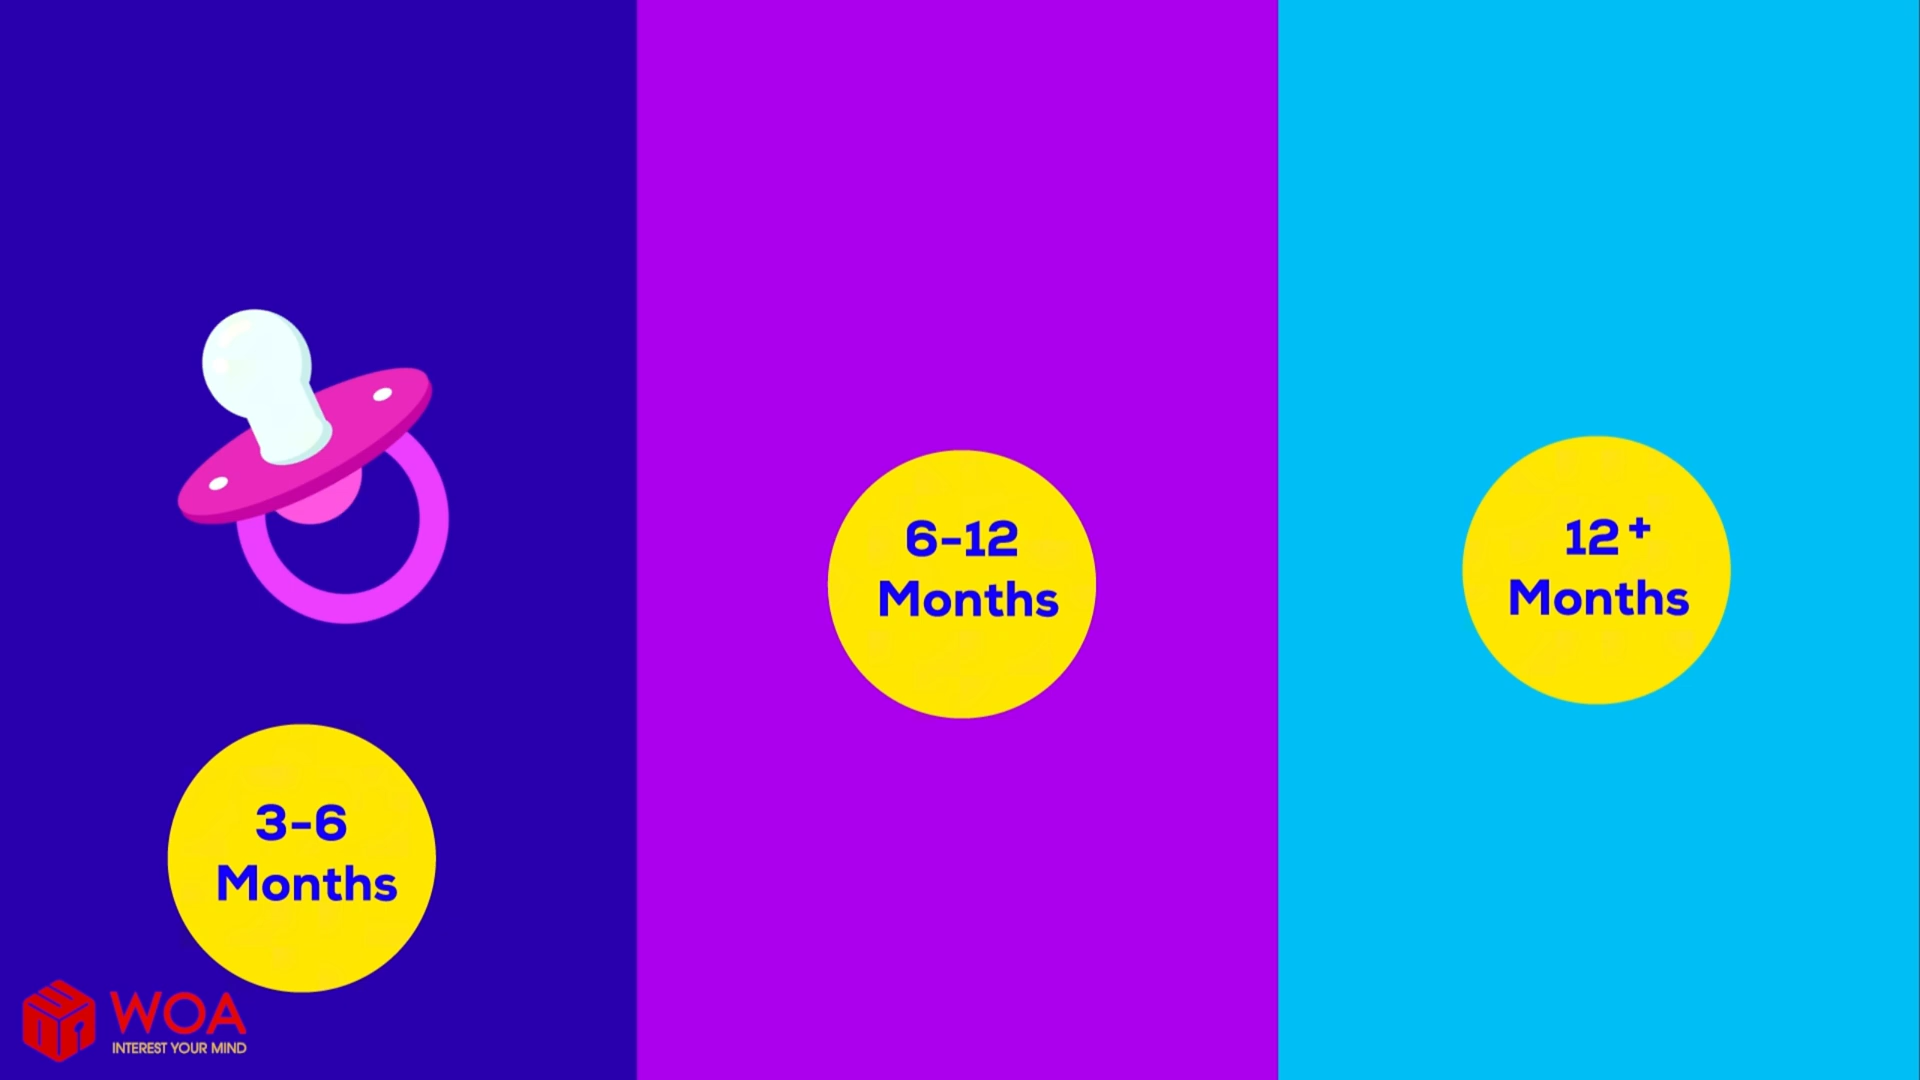 3-6
Months
6-12
Months
12+
Months
WOA
INTEREST YOUR MIND